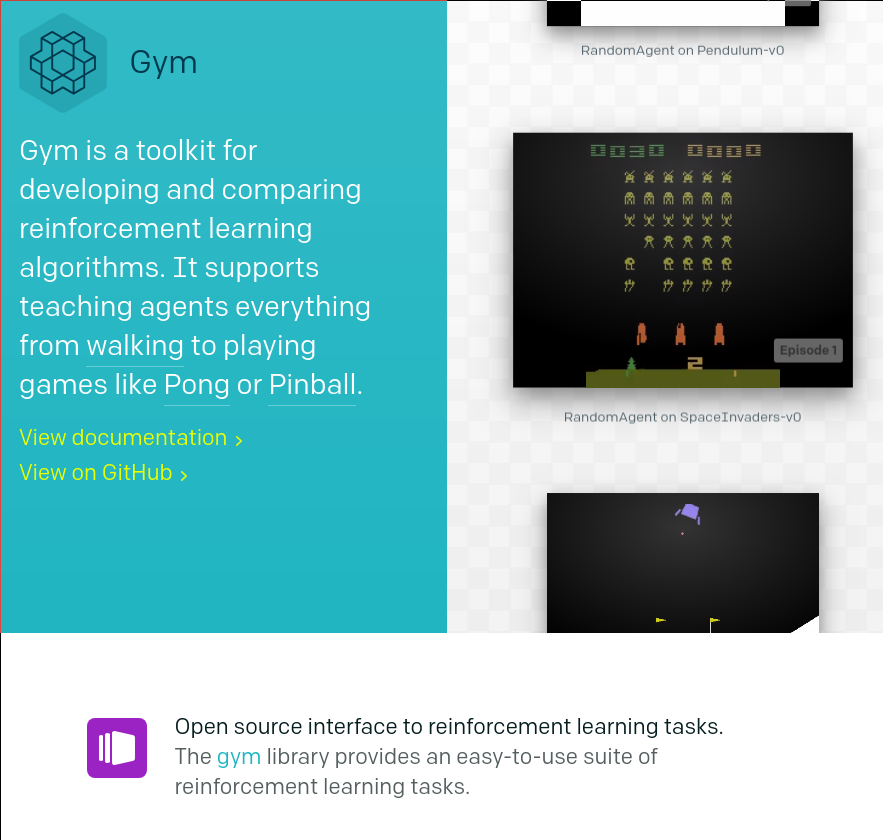 Gym
Gym is a toolkit for
developing and comparing
reinforcement learning
algorithms. It supports
teaching agents everything
from walking to playing
games like Pong or Pinball.
View documentation >
View on GitHub >
RandomAgent on Pendulum-v0
0030 0000
2
Episode 1
RandomAgent on SpaceInvaders-v0
Open source interface to reinforcement learning tasks.
The gym library provides an easy-to-use suite of
reinforcement learning tasks.